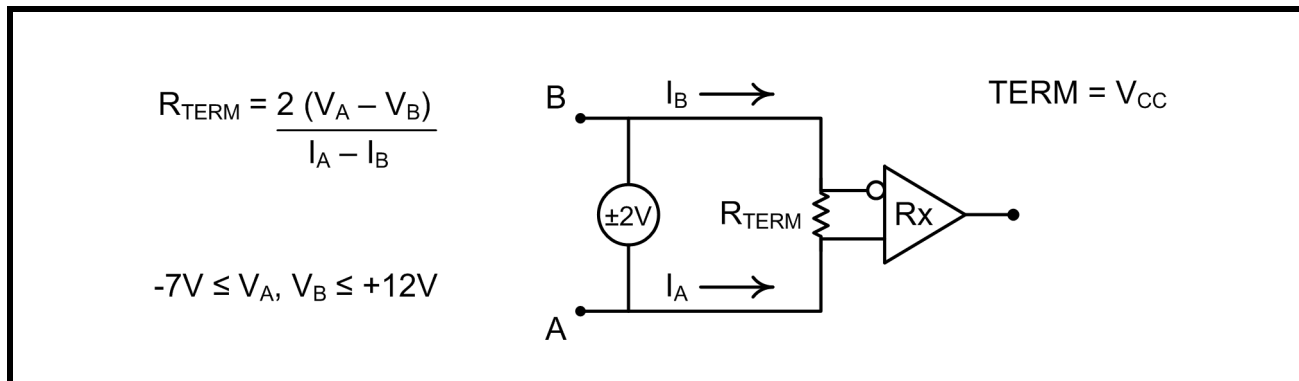 R_TERM = 2 (V_A – V_B)
I_A – I_B
-7V ≤ V_A, V_B ≤ +12V
B
I_B
±2V
R_TERM
Rx
I_A
A
TERM = V_CC